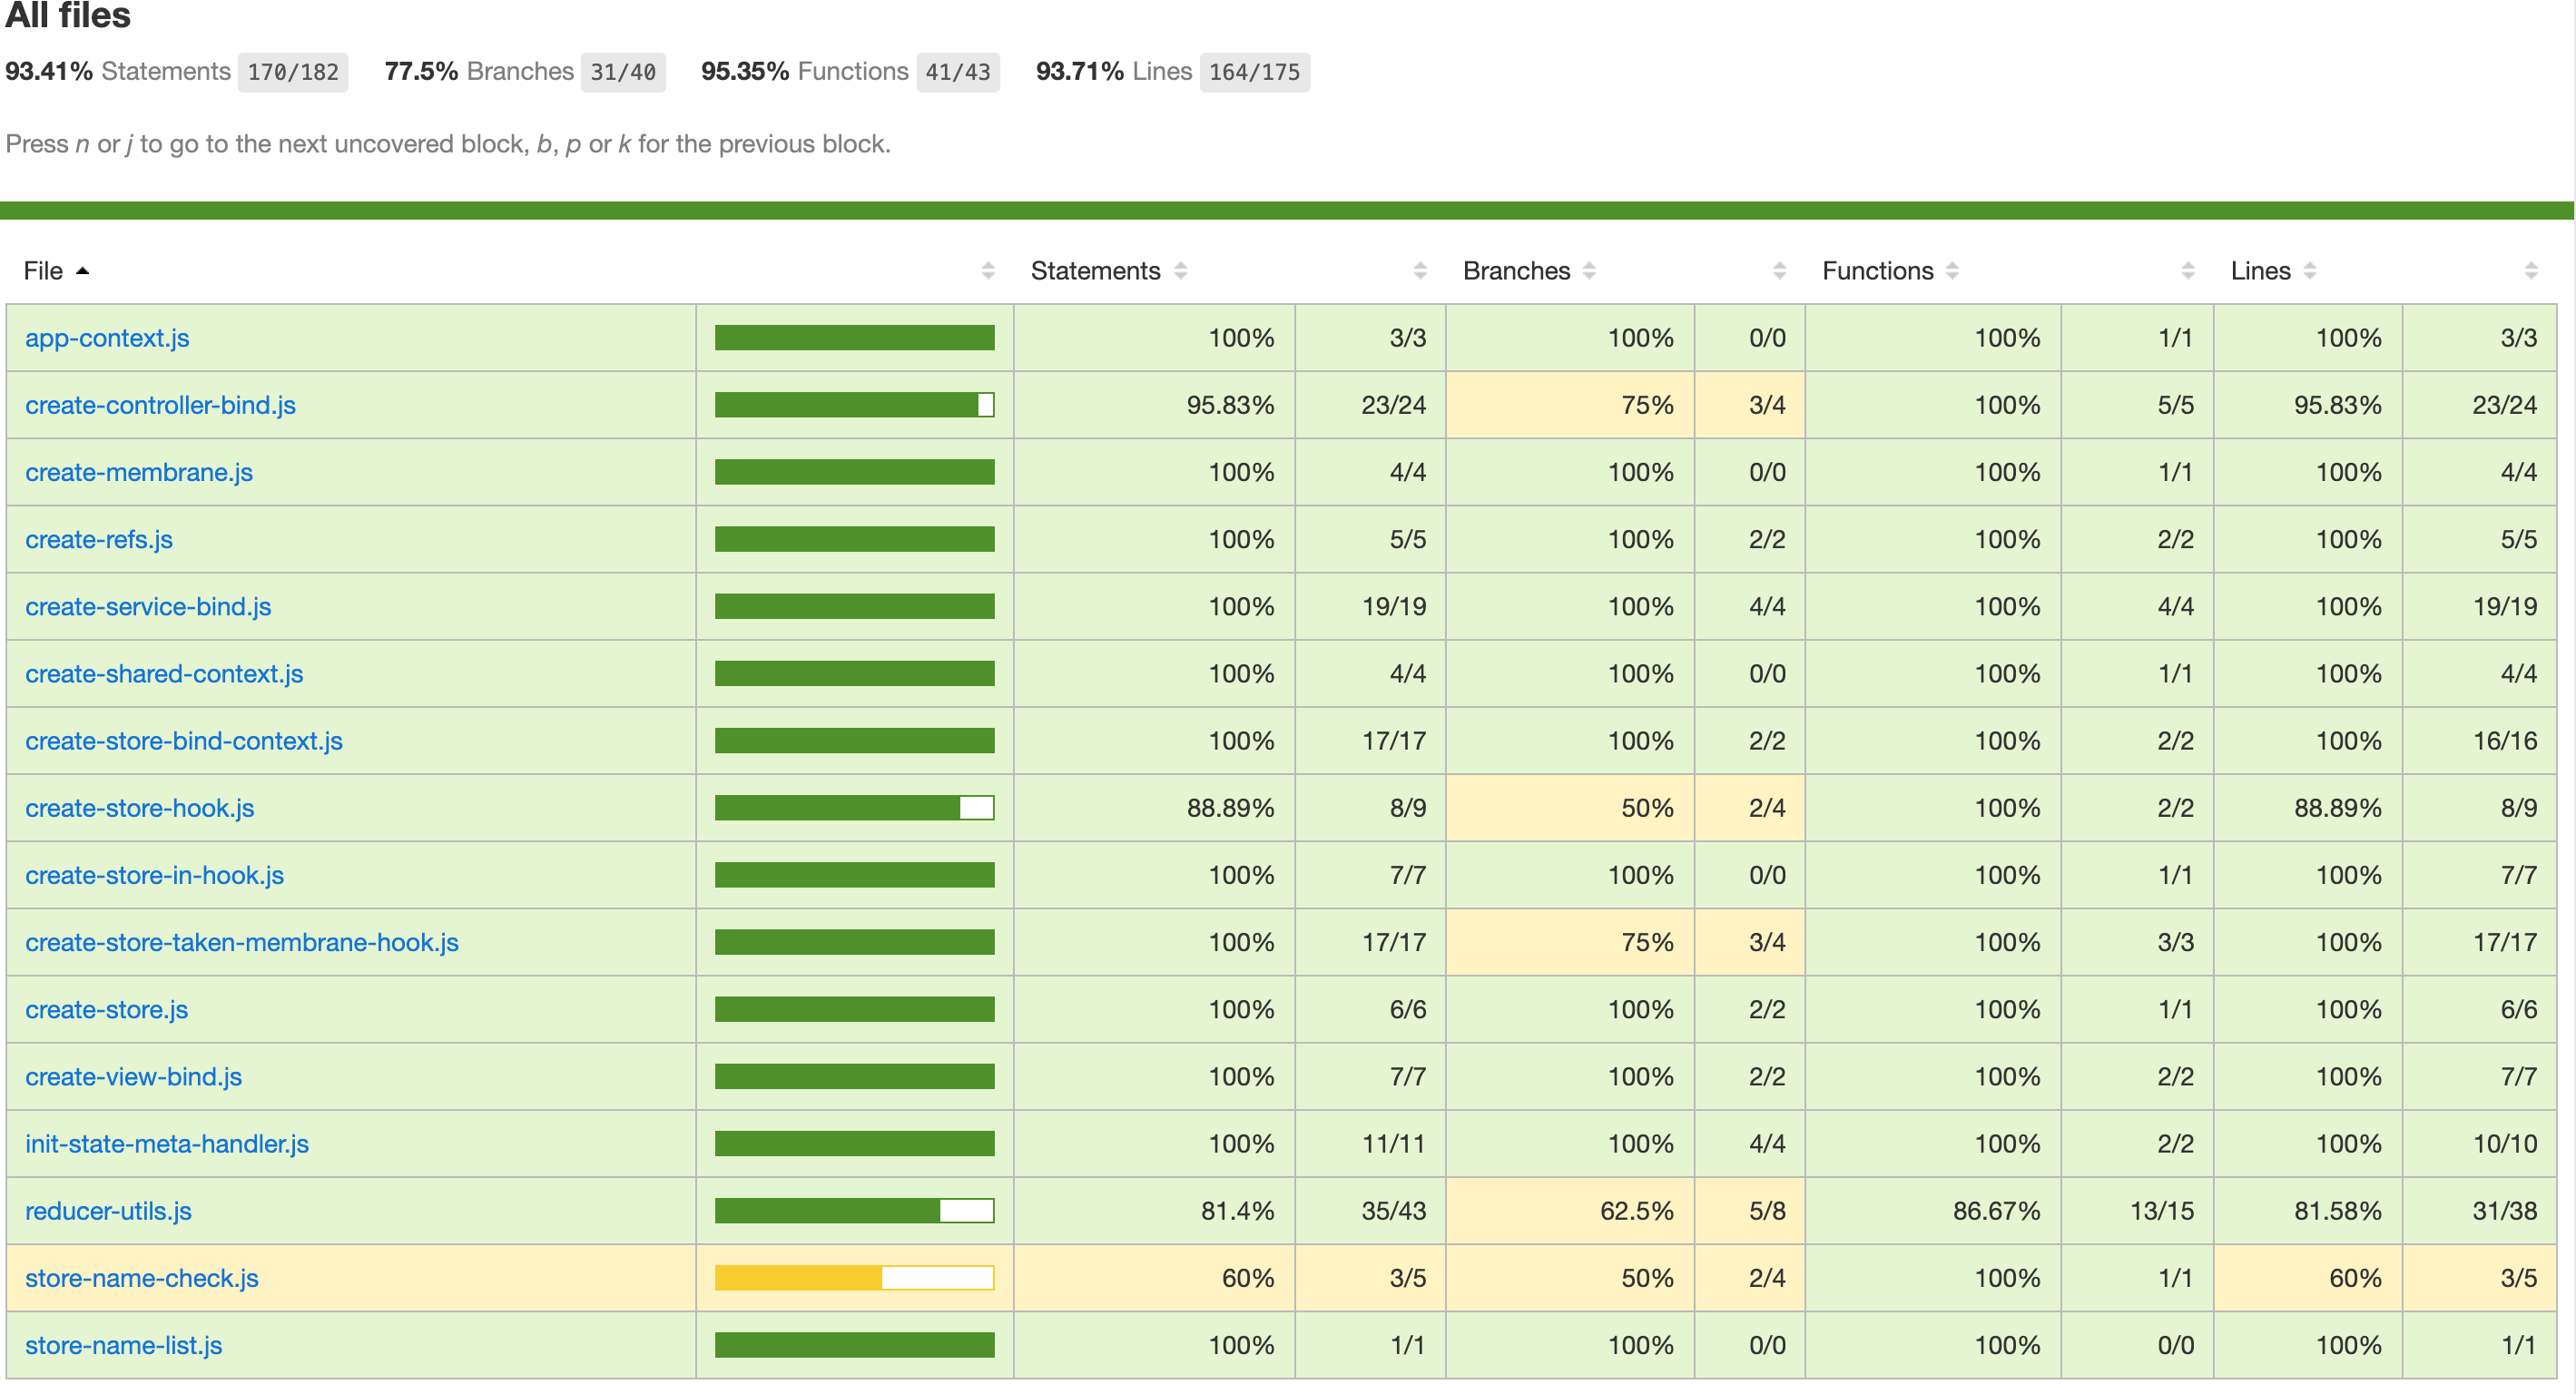 All files
93.41% Statements 170/182 77.5% Branches 31/40 95.35% Functions 41/43 93.71% Lines 164/175
Press n or j to go to the next uncovered block, b, p or k for the previous block.
File Statements Branches Functions Lines
app-context.js 100% 3/3 100% 0/0 100% 1/1 100% 3/3
create-controller-bind.js 95.83% 23/24 75% 3/4 100% 5/5 95.83% 23/24
create-membrane.js 100% 4/4 100% 0/0 100% 1/1 100% 4/4
create-refs.js 100% 5/5 100% 2/2 100% 2/2 100% 5/5
create-service-bind.js 100% 19/19 100% 4/4 100% 4/4 100% 19/19
create-shared-context.js 100% 4/4 100% 0/0 100% 1/1 100% 4/4
create-store-bind-context.js 100% 17/17 100% 2/2 100% 2/2 100% 16/16
create-store-hook.js 88.89% 8/9 50% 2/4 100% 2/2 88.89% 8/9
create-store-in-hook.js 100% 7/7 100% 0/0 100% 1/1 100% 7/7
create-store-taken-membrane-hook.js 100% 17/17 75% 3/4 100% 3/3 100% 17/17
create-store.js 100% 6/6 100% 2/2 100% 1/1 100% 6/6
create-view-bind.js 100% 7/7 100% 2/2 100% 2/2 100% 7/7
init-state-meta-handler.js 100% 11/11 100% 4/4 100% 2/2 100% 10/10
reducer-utils.js 81.4% 35/43 62.5% 5/8 86.67% 13/15 81.58% 31/38
store-name-check.js 60% 3/5 50% 2/4 100% 1/1 60% 3/5
store-name-list.js 100% 1/1 100% 0/0 100% 0/0 100% 1/1